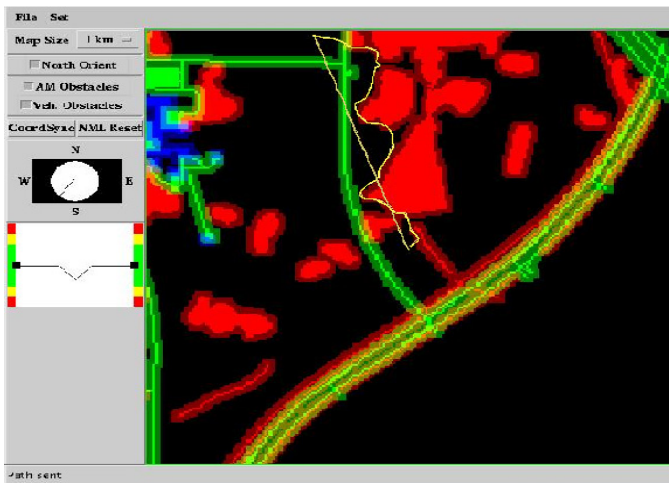 File Set
Map Size 1 km
North Orient
AM Obstacles
Veh. Obstacles
CoordSync NML Reset
N
W E
S
Path sent